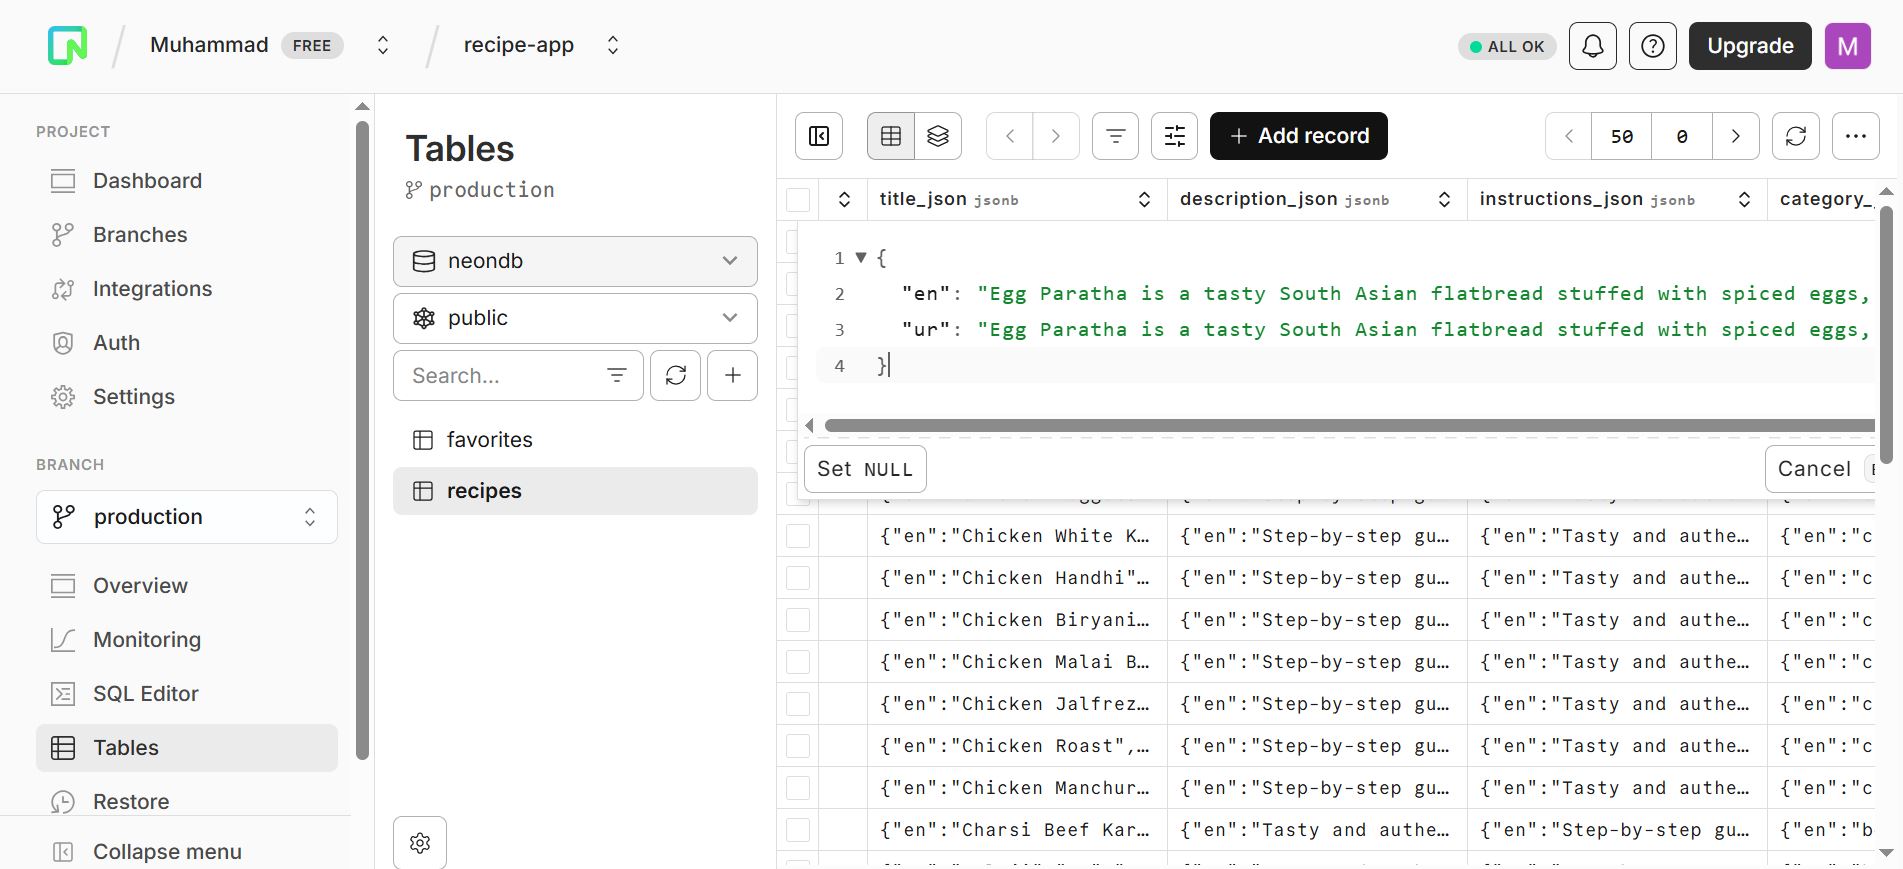 Muhammad FREE
recipe-app
ALL OK
Upgrade
M
PROJECT
Dashboard
Branches
Integrations
Auth
Settings
BRANCH
production
Overview
Monitoring
SQL Editor
Tables
Restore
Collapse menu
Tables
production
neondb
public
Search...
favorites
recipes
+ Add record
50 0
title_json jsonb description_json jsonb instructions_json jsonb category_
1 {
2 "en": "Egg Paratha is a tasty South Asian flatbread stuffed with spiced eggs,
3 "ur": "Egg Paratha is a tasty South Asian flatbread stuffed with spiced eggs,
4 }
Set NULL
Cancel
{"en":"Chicken White K… {"en":"Step-by-step gu… {"en":"Tasty and authe… {"en":"c
{"en":"Chicken Handhi"… {"en":"Step-by-step gu… {"en":"Tasty and authe… {"en":"c
{"en":"Chicken Biryani… {"en":"Step-by-step gu… {"en":"Tasty and authe… {"en":"c
{"en":"Chicken Malai B… {"en":"Step-by-step gu… {"en":"Tasty and authe… {"en":"c
{"en":"Chicken Jalfrez… {"en":"Step-by-step gu… {"en":"Tasty and authe… {"en":"c
{"en":"Chicken Roast",… {"en":"Step-by-step gu… {"en":"Tasty and authe… {"en":"c
{"en":"Chicken Manchur… {"en":"Step-by-step gu… {"en":"Tasty and authe… {"en":"c
{"en":"Charsi Beef Kar… {"en":"Tasty and authe… {"en":"Step-by-step gu… {"en":"b